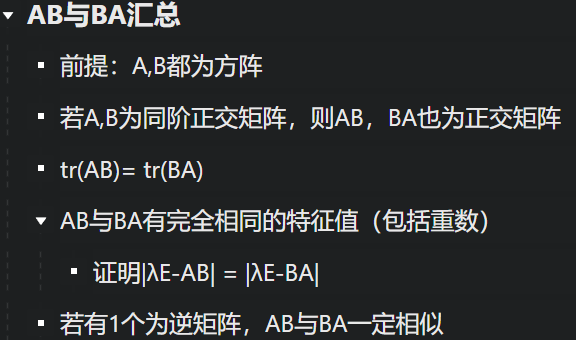 AB与BA汇总
前提：A,B都为方阵
若A,B为同阶正交矩阵，则AB，BA也为正交矩阵
tr(AB)= tr(BA)
AB与BA有完全相同的特征值（包括重数）
证明|λE-AB| = |λE-BA|
若有1个为逆矩阵，AB与BA一定相似